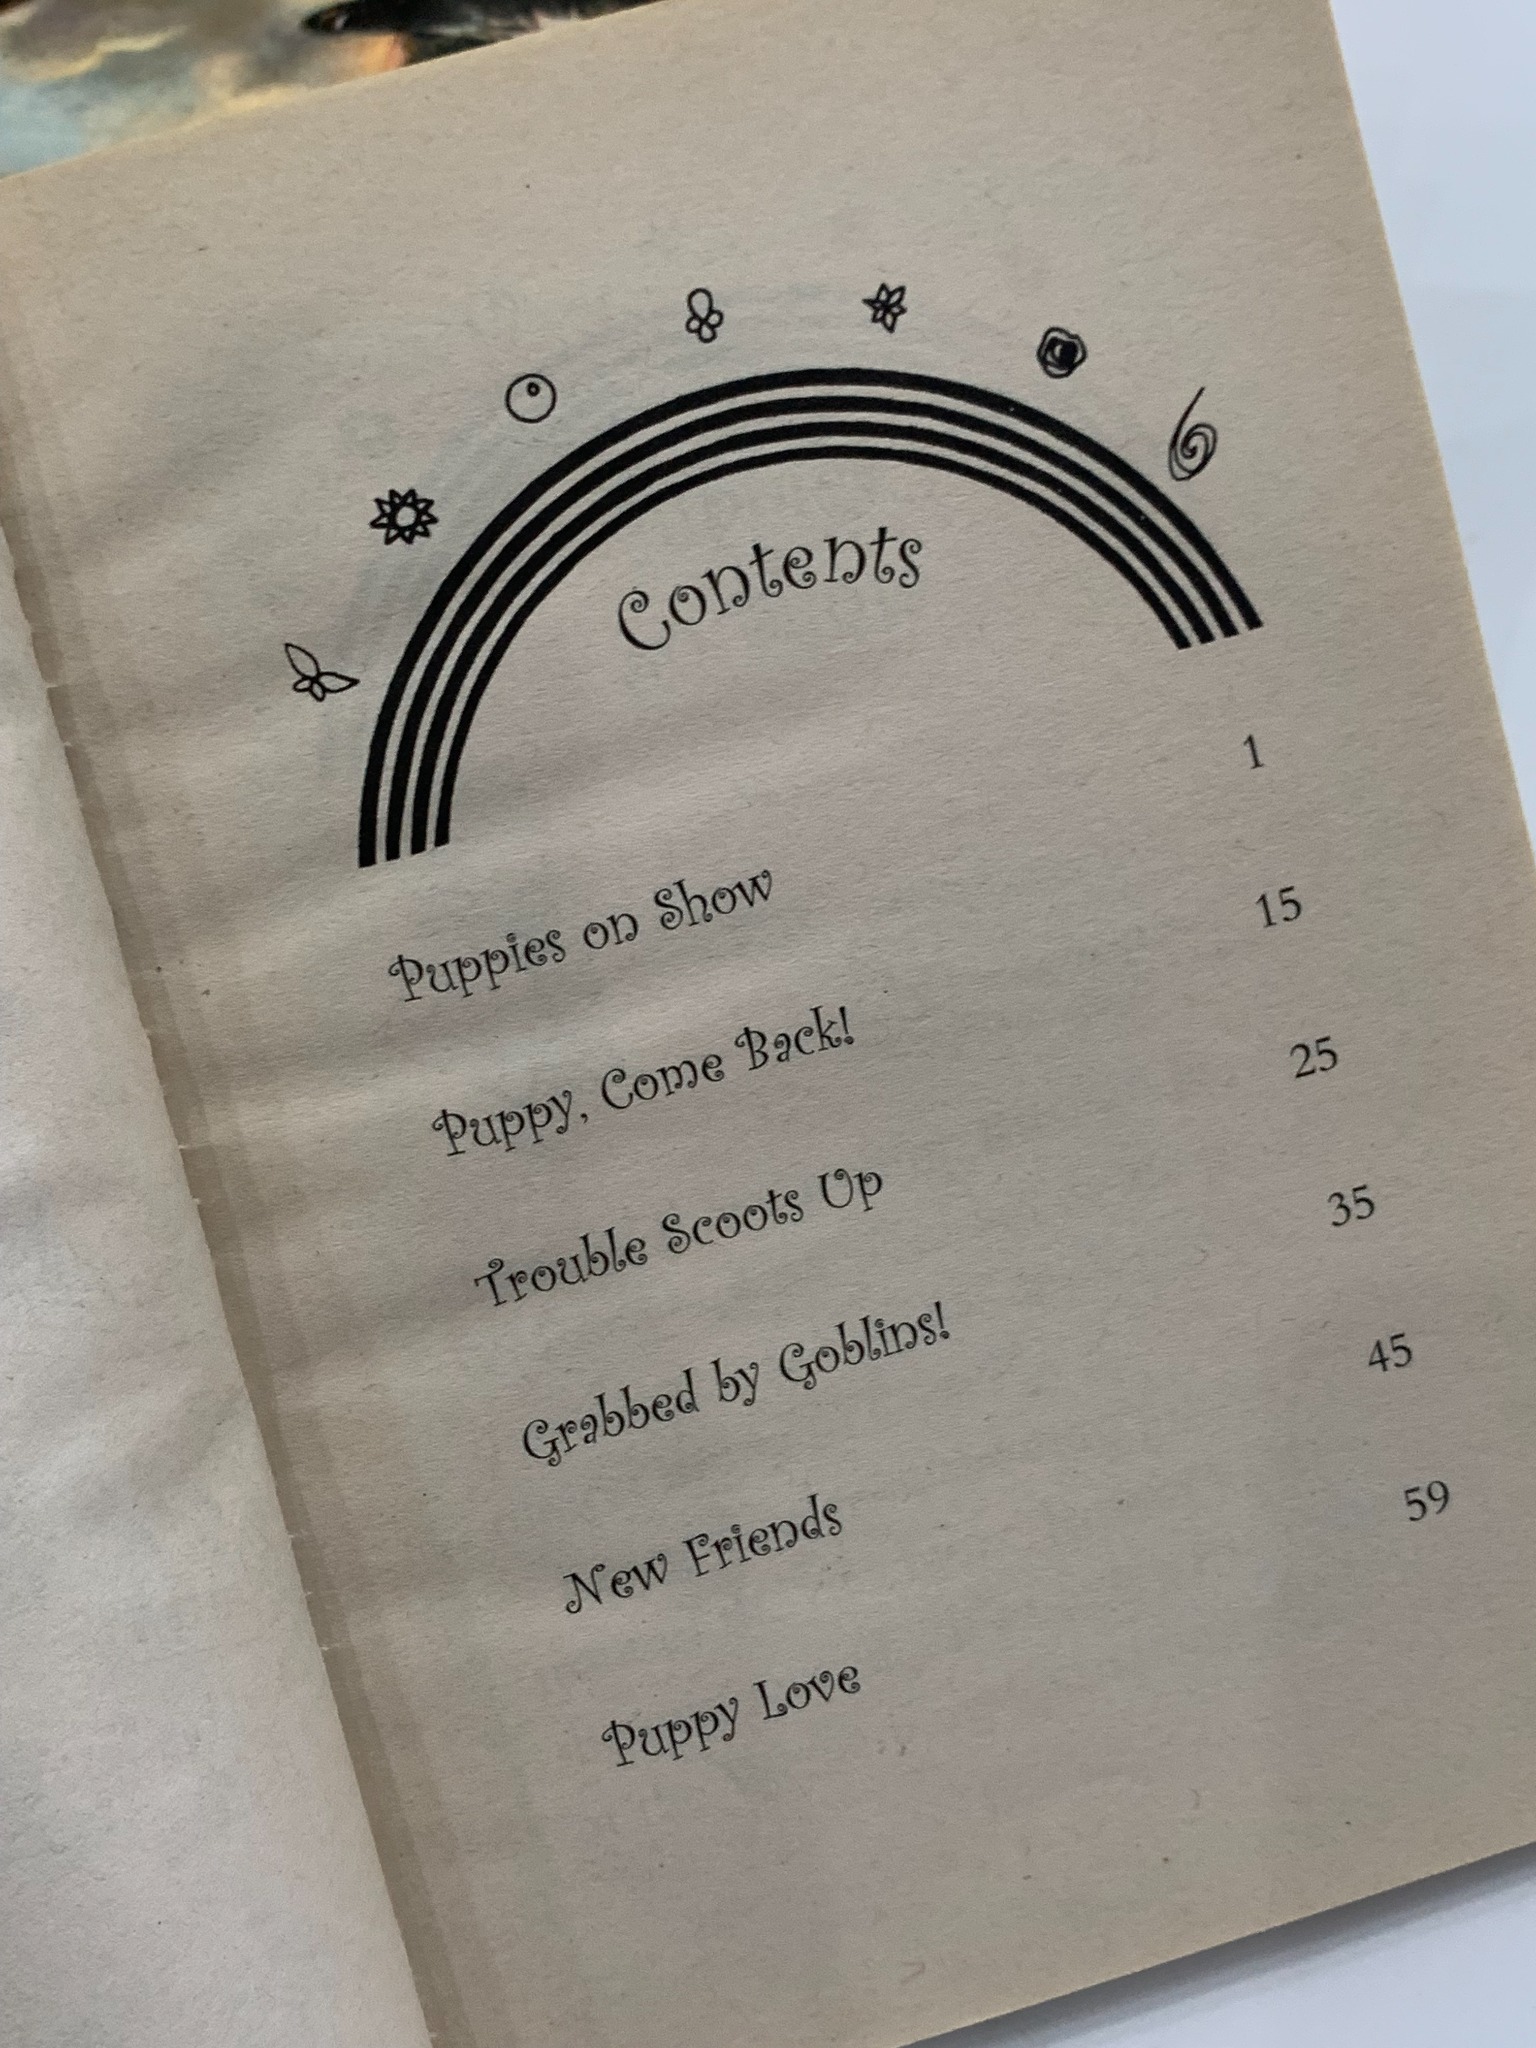 Contents
Puppies on Show 1
Puppy, Come Back! 15
Trouble Scoots Up 25
Grabbed by Goblins! 35
New Friends 45
Puppy Love 59